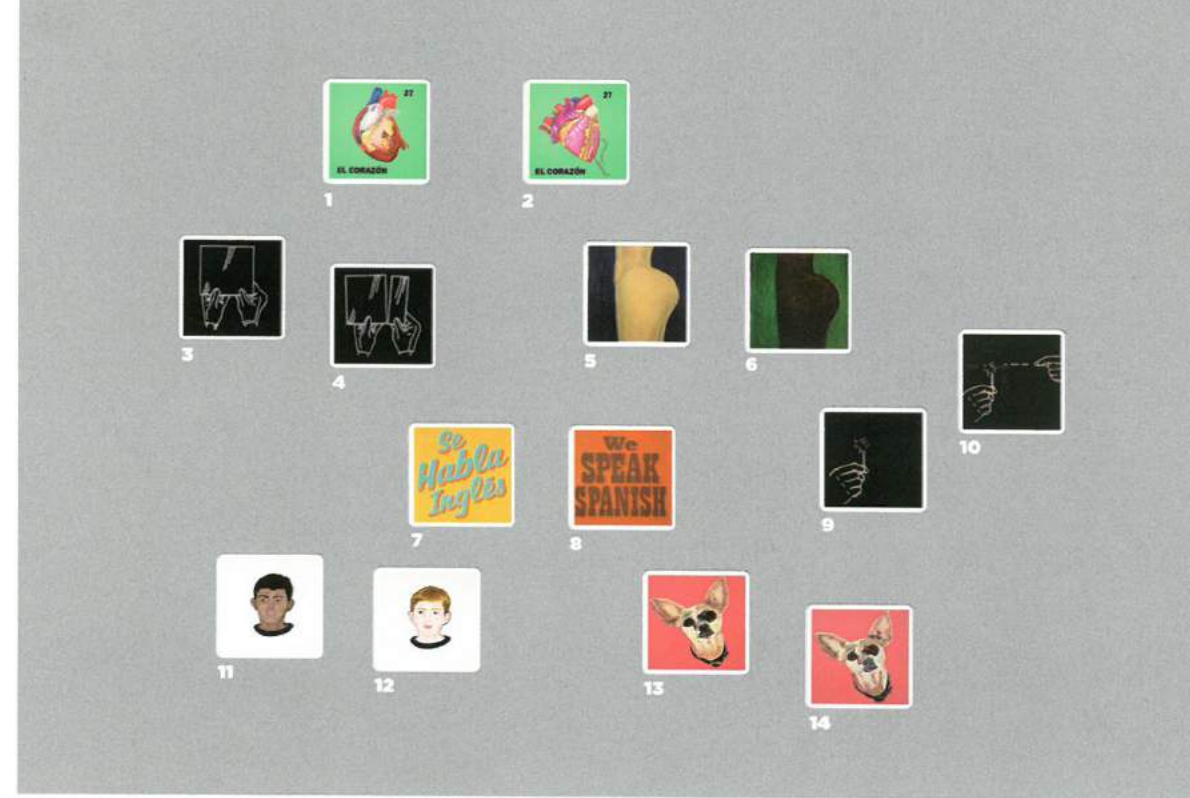 27
EL CORAZÓN
1
27
EL CORAZÓN
2
3
4
5
6
10
Se
Habla
Inglés
7
We
SPEAK
SPANISH
8
9
11
12
13
14